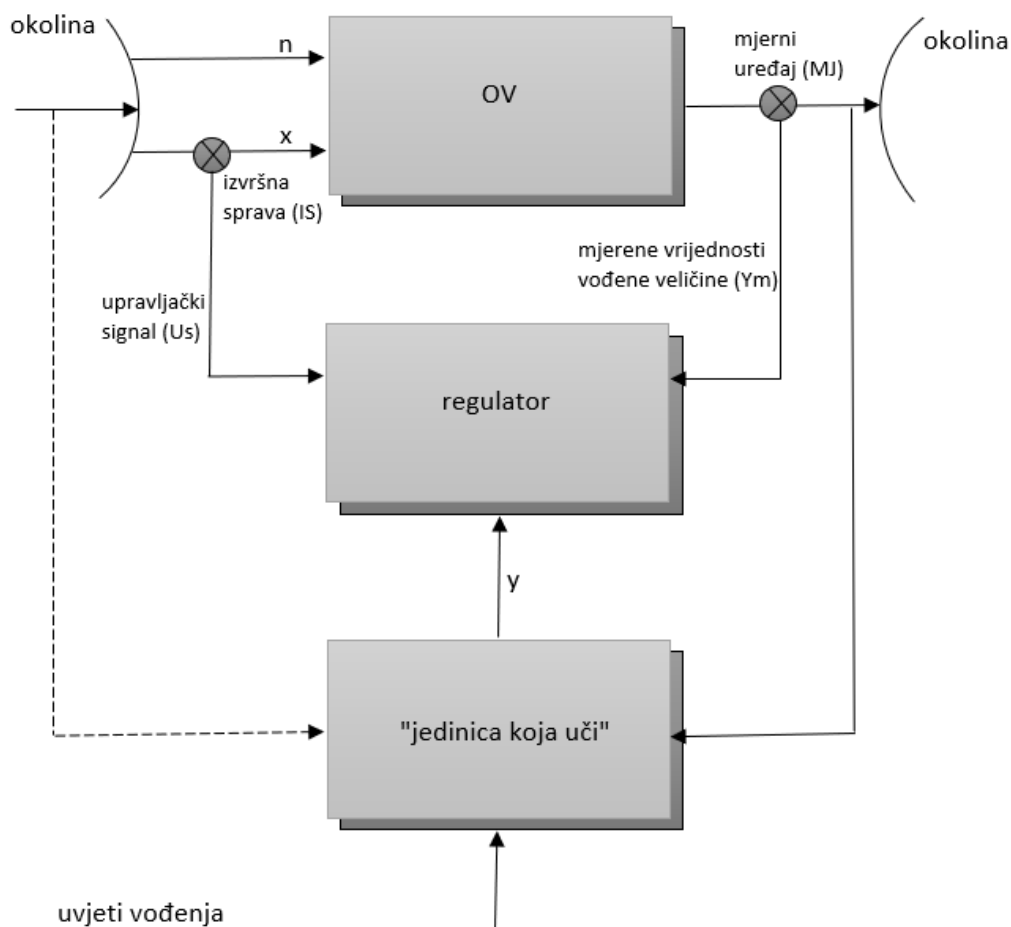 okolina
n
OV
mjerni
uređaj (MJ)
okolina
x
izvršna
sprava (IS)
mjerene vrijednosti
vođene veličine (Ym)
upravljački
signal (Us)
regulator
y
"jedinica koja uči"
uvjeti vođenja